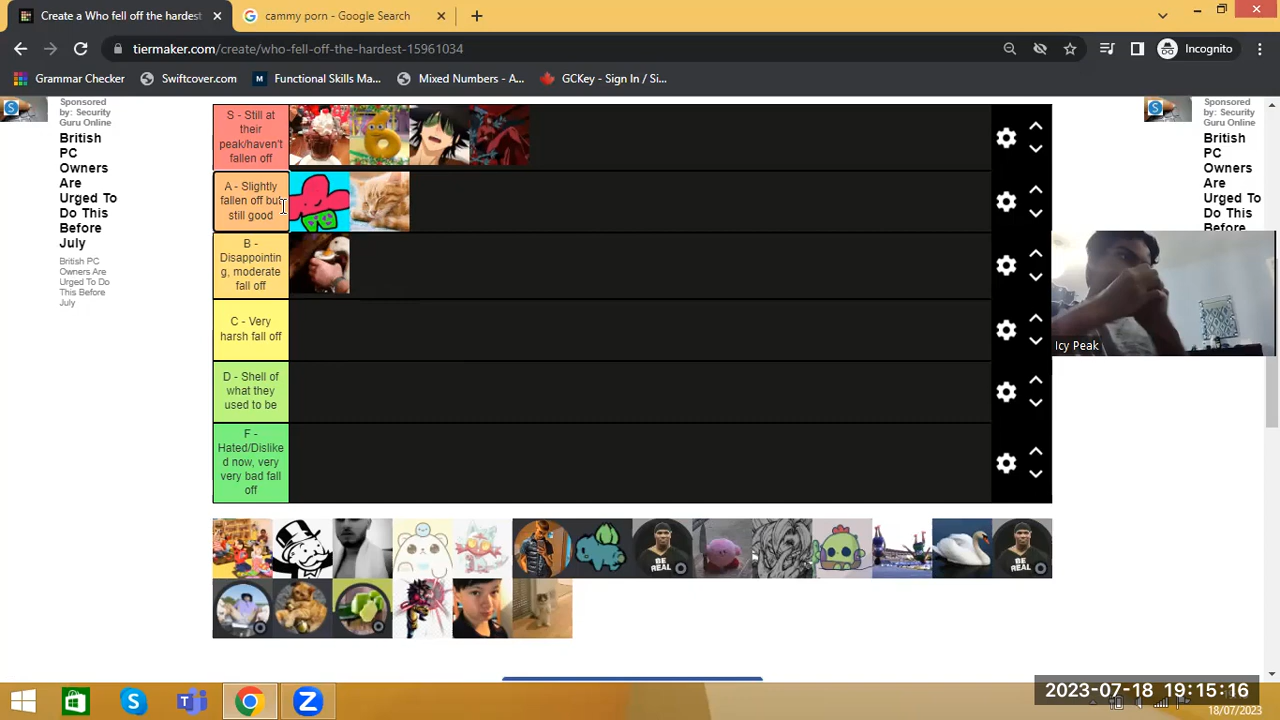 Create a Who fell off the hardest
cammy porn - Google Search
tiermaker.com/create/who-fell-off-the-hardest-15961034
Incognito
Grammar Checker
Swiftcover.com
Functional Skills Ma...
Mixed Numbers - A...
GCKey - Sign In / Si...
Sponsored
by: Security
Guru Online
British
PC
Owners
Are
Urged To
Do This
Before
July
British PC
Owners Are
Urged To Do
This Before
July
S - Still at
their
peak/haven't
fallen off
A - Slightly
fallen off but
still good
B -
Disappointin
g, moderate
fall off
C - Very
harsh fall off
D - Shell of
what they
used to be
F -
Hated/Dislike
d now, very
very bad fall
off
BE
REAL
BE
REAL
Sponsored
by: Security
Guru Online
British
PC
Owners
Are
Urged To
Do This
Before
Icy Peak
2023-07-18 19:15:16
18/07/2023